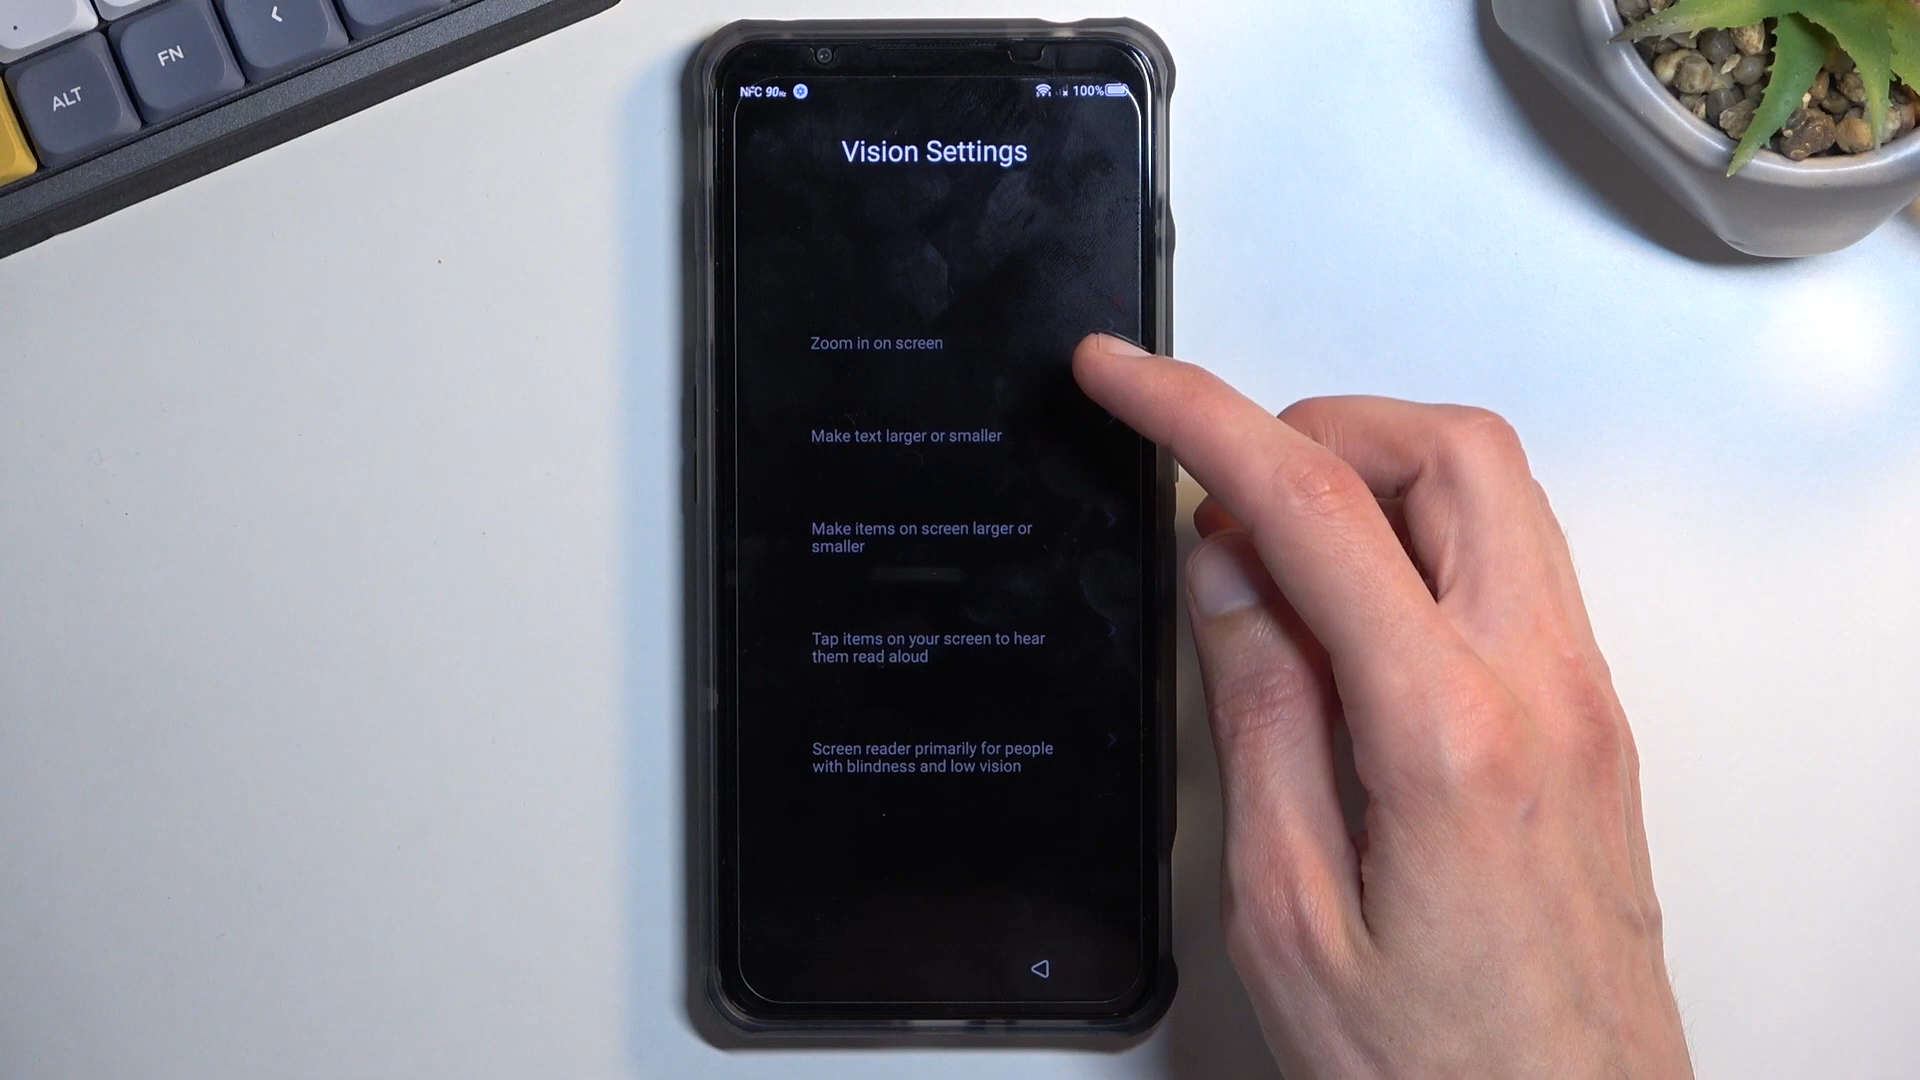 ALT
FN
NFC 90Hz
100%
Vision Settings
Zoom in on screen
Make text larger or smaller
Make items on screen larger or
smaller
Tap items on your screen to hear
them read aloud
Screen reader primarily for people
with blindness and low vision